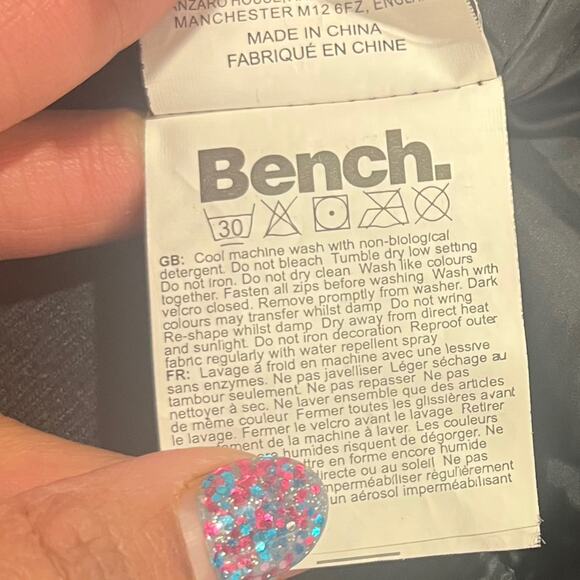 MANCHESTER M12 6FZ, ENGLA
MADE IN CHINA
FABRIQUÉ EN CHINE
Bench.
30
GB: Cool machine wash with non-biological
detergent. Do not bleach Tumble dry low setting
Do not iron. Do not dry clean Wash like colours
together. Fasten all zips before washing Wash with
velcro closed. Remove promptly from washer. Dark
colours may transfer whilst damp Do not wring
Re-shape whilst damp Dry away from direct heat
and sunlight. Do not iron decoration Reproof outer
fabric regularly with water repellent spray
FR: Lavage à froid en machine avec une lessive
sans enzymes. Ne pas javelliser Léger séchage au
tambour seulement. Ne pas repasser Ne pas
nettoyer à sec. Ne laver ensemble que des articles
de même couleur Fermer toutes les glissières avant
le lavage. Fermer le velcro avant le lavage Retirer
ment de la machine à laver. Les couleurs
humides risquent de dégorger. Ne
ttre en forme encore humide
directe ou au soleil Ne pas
mperméabiliser régulièrement
un aérosol imperméabilisant